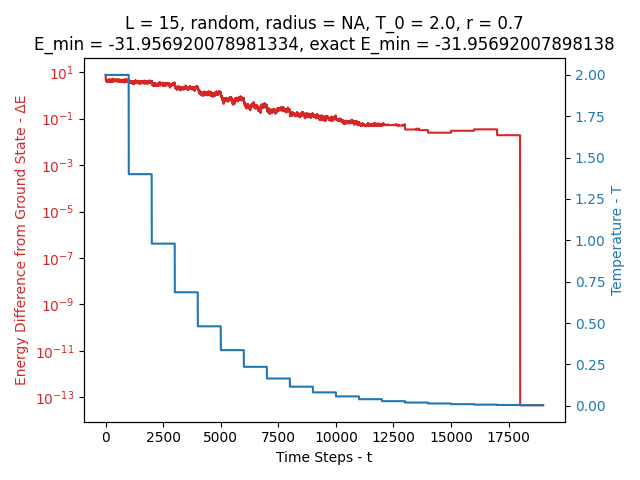 L = 15, random, radius = NA, T_0 = 2.0, r = 0.7
E_min = -31.956920078981334, exact E_min = -31.95692007898138
Energy Difference from Ground State - ΔE
10^1
10^-1
10^-3
10^-5
10^-7
10^-9
10^-11
10^-13
2.00
1.75
1.50
1.25
1.00
0.75
0.50
0.25
0.00
Temperature - T
0 2500 5000 7500 10000 12500 15000 17500
Time Steps - t